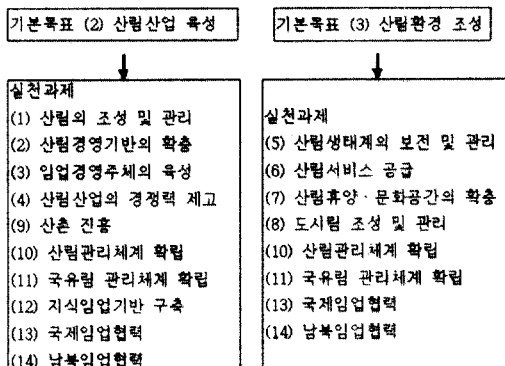 기본목표 (2) 산림산업 육성
실천과제
(1) 산림의 조성 및 관리
(2) 산림경영기반의 확충
(3) 임업경영주체의 육성
(4) 산림산업의 경쟁력 제고
(9) 산촌 진흥
(10) 산림관리체계 확립
(11) 국유림 관리체계 확립
(12) 지식임업기반 구축
(13) 국제임업협력
(14) 남북임업협력
기본목표 (3) 산림환경 조성
실천과제
(5) 산림생태계의 보전 및 관리
(6) 산림서비스 공급
(7) 산림휴양·문화공간의 확충
(8) 도시림 조성 및 관리
(10) 산림관리체계 확립
(11) 국유림 관리체계 확립
(13) 국제임업협력
(14) 남북임업협력